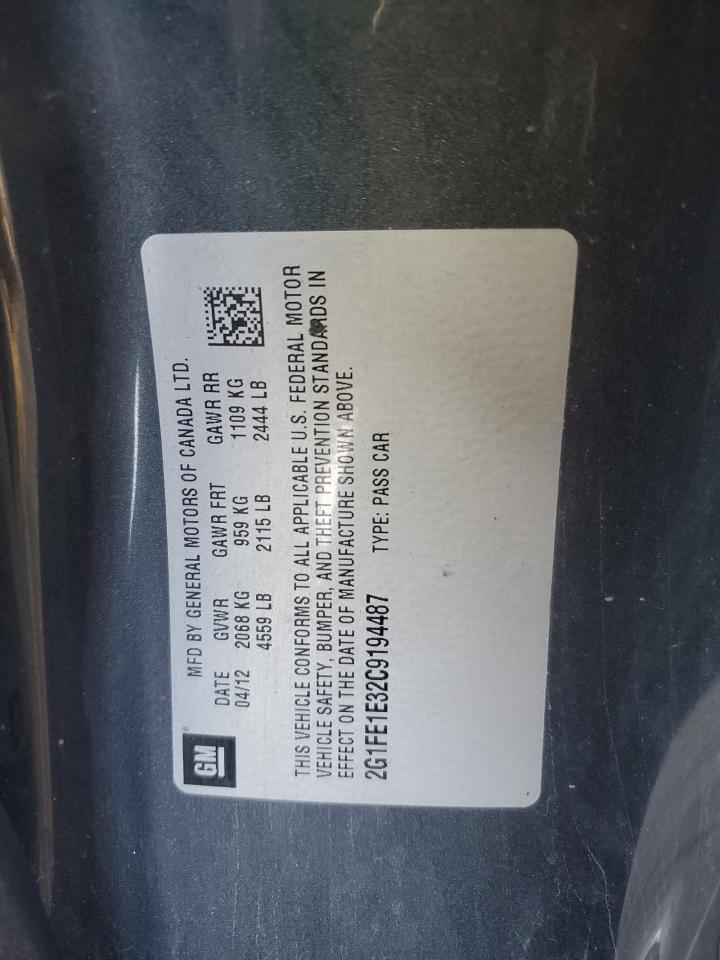 GM ®
MFD BY GENERAL MOTORS OF CANADA LTD.
DATE GVWR GAWR FRT GAWR RR
04/12 2068 KG 959 KG 1109 KG
4559 LB 2115 LB 2444 LB
THIS VEHICLE CONFORMS TO ALL APPLICABLE U.S. FEDERAL MOTOR
VEHICLE SAFETY, BUMPER, AND THEFT PREVENTION STANDARDS IN
EFFECT ON THE DATE OF MANUFACTURE SHOWN ABOVE.
2G1FE1E32C9194487 TYPE: PASS CAR